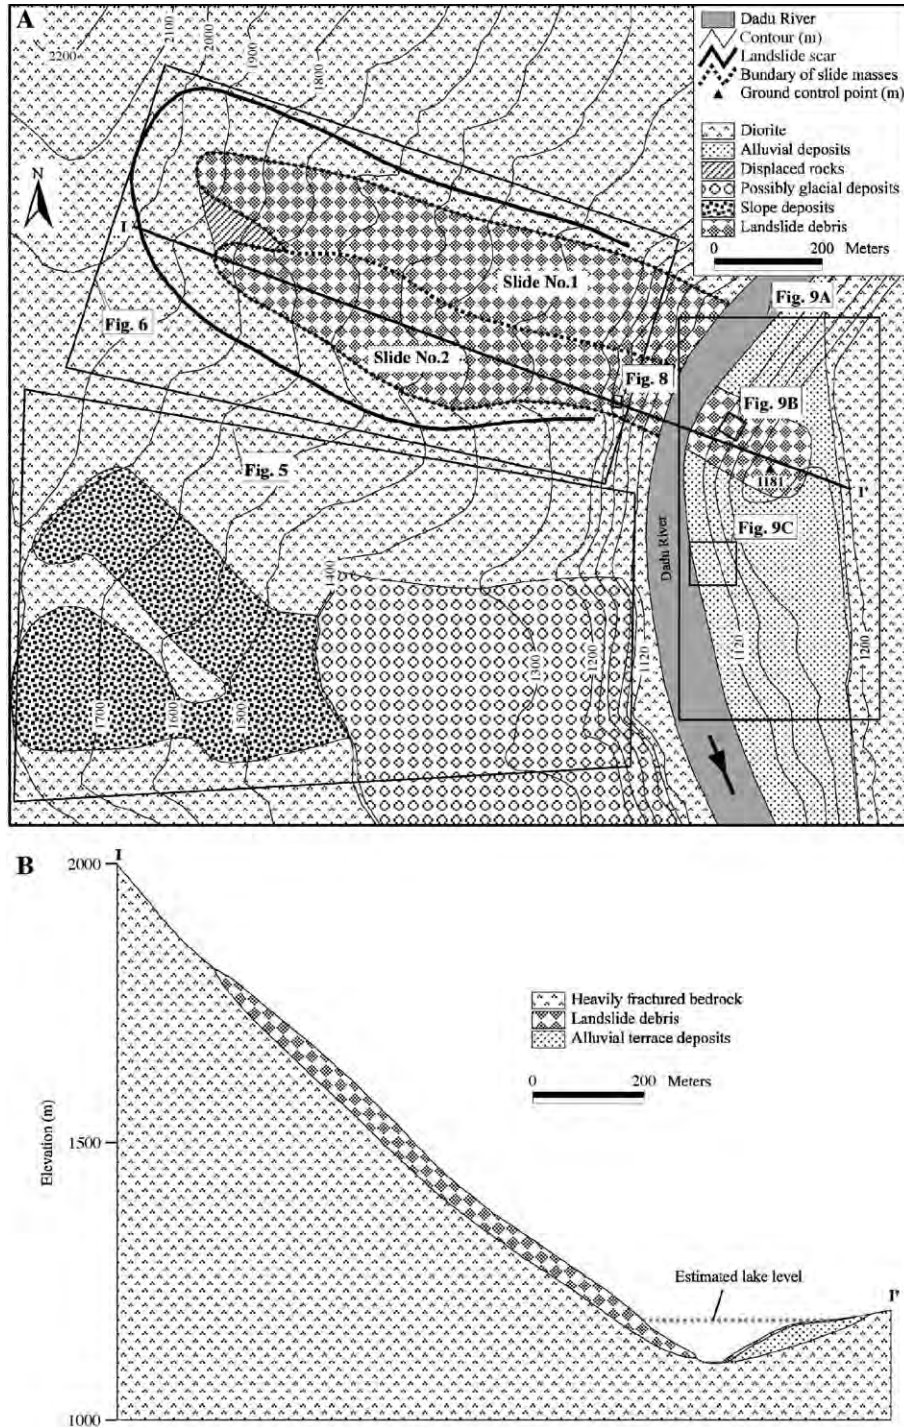 A
Dadu River
Contour (m)
Landslide scar
Bundary of slide masses
Ground control point (m)
Diorite
Alluvial deposits
Displaced rocks
Possibly glacial deposits
Slope deposits
Landslide debris
0 200 Meters
2200
2100
2000
1900
1800
N
I
Slide No.1
Fig. 9A
Fig. 6
Slide No.2
Fig. 8
Fig. 9B
Fig. 5
1181
I'
Fig. 9C
Dadu River
1400
1300
1200
1120
1120
1200
1700
1600
1500
B
I
2000
Heavily fractured bedrock
Landslide debris
Alluvial terrace deposits
0 200 Meters
Elevation (m)
1500
Estimated lake level
I'
1000